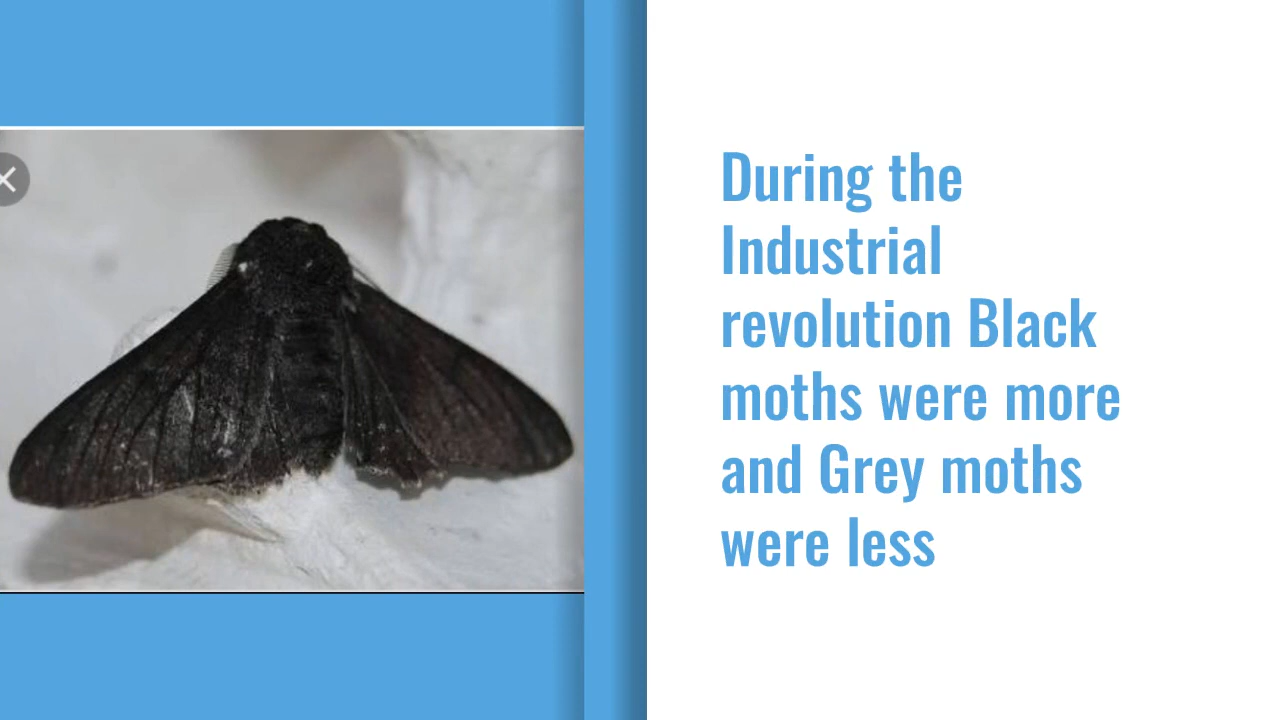 During the
Industrial
revolution Black
moths were more
and Grey moths
were less